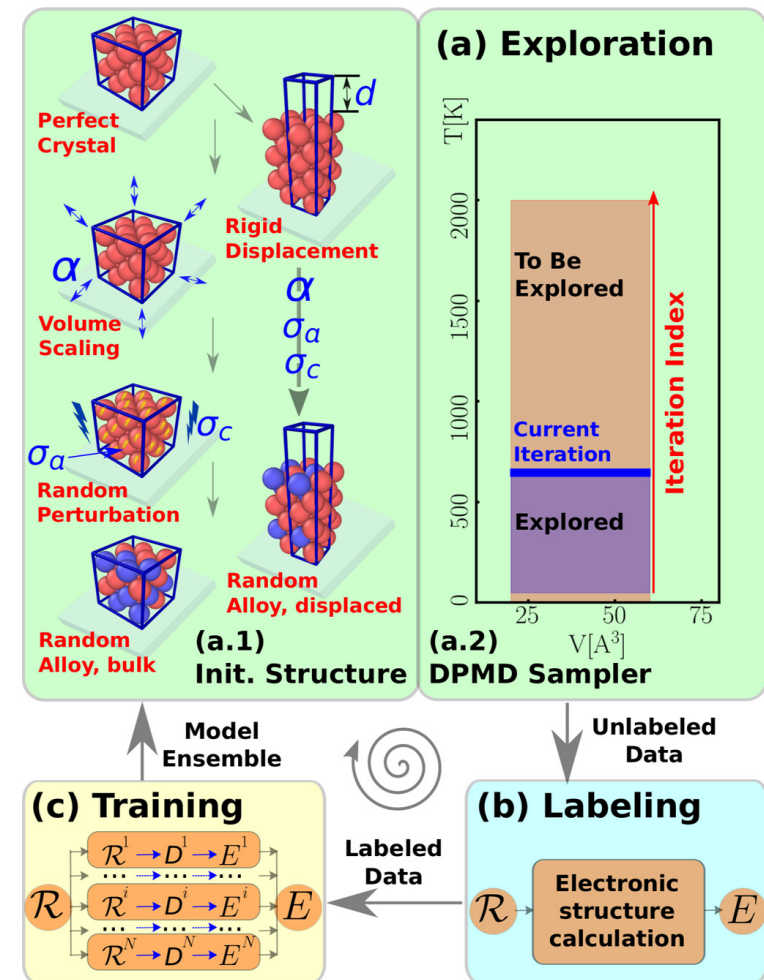 (a) Exploration
Perfect
Crystal
d
Rigid
Displacement
α
Volume
Scaling
α
σₐ
σ_c
σₐ
σ_c
Random
Perturbation
Random
Alloy, bulk
Random
Alloy, displaced
(a.1)
Init. Structure
T[K]
2000
1500
1000
500
0
To Be
Explored
Current
Iteration
Explored
Iteration Index
25
50
75
V[A³]
(a.2)
DPMD Sampler
Model
Ensemble
Unlabeled
Data
(c) Training
R
R¹ D¹ E¹
... ... ...
Rⁱ Dⁱ Eⁱ
... ... ...
Rᴺ Dᴺ Eᴺ
E
Labeled
Data
(b) Labeling
R
Electronic
structure
calculation
E